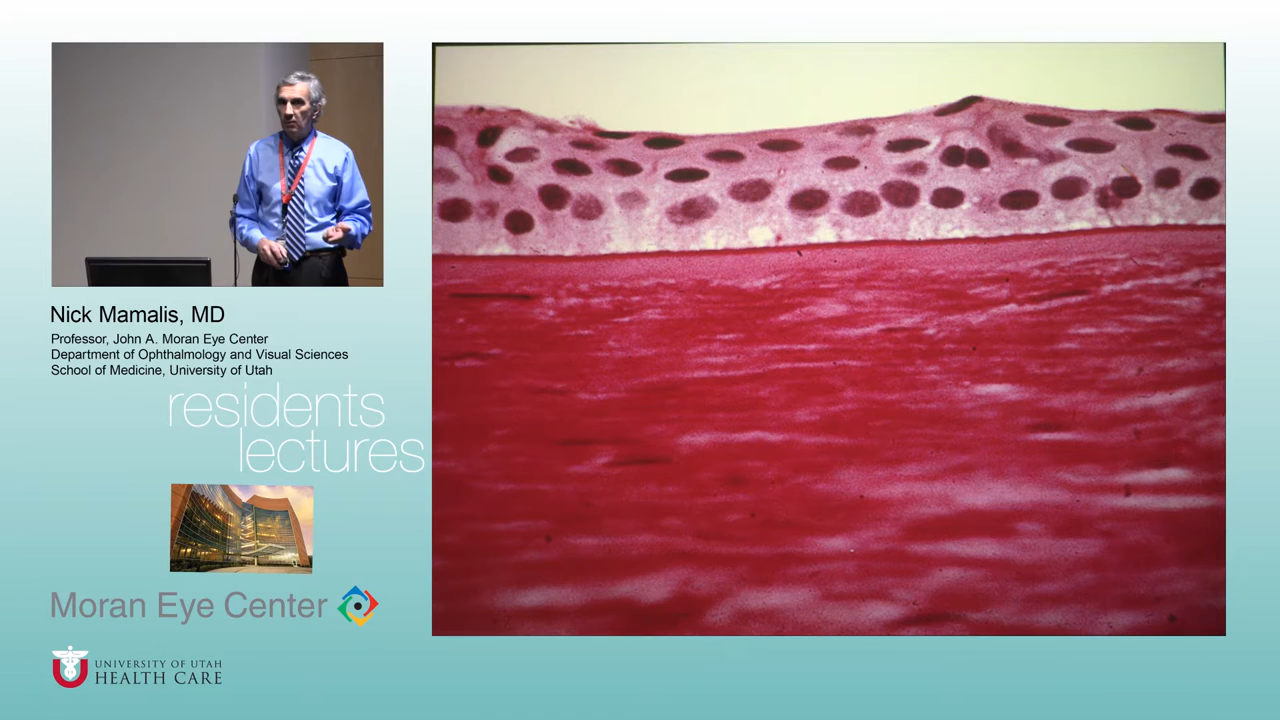 Nick Mamalis, MD
Professor, John A. Moran Eye Center
Department of Ophthalmology and Visual Sciences
School of Medicine, University of Utah
residents
lectures
Moran Eye Center
UNIVERSITY OF UTAH
HEALTH CARE